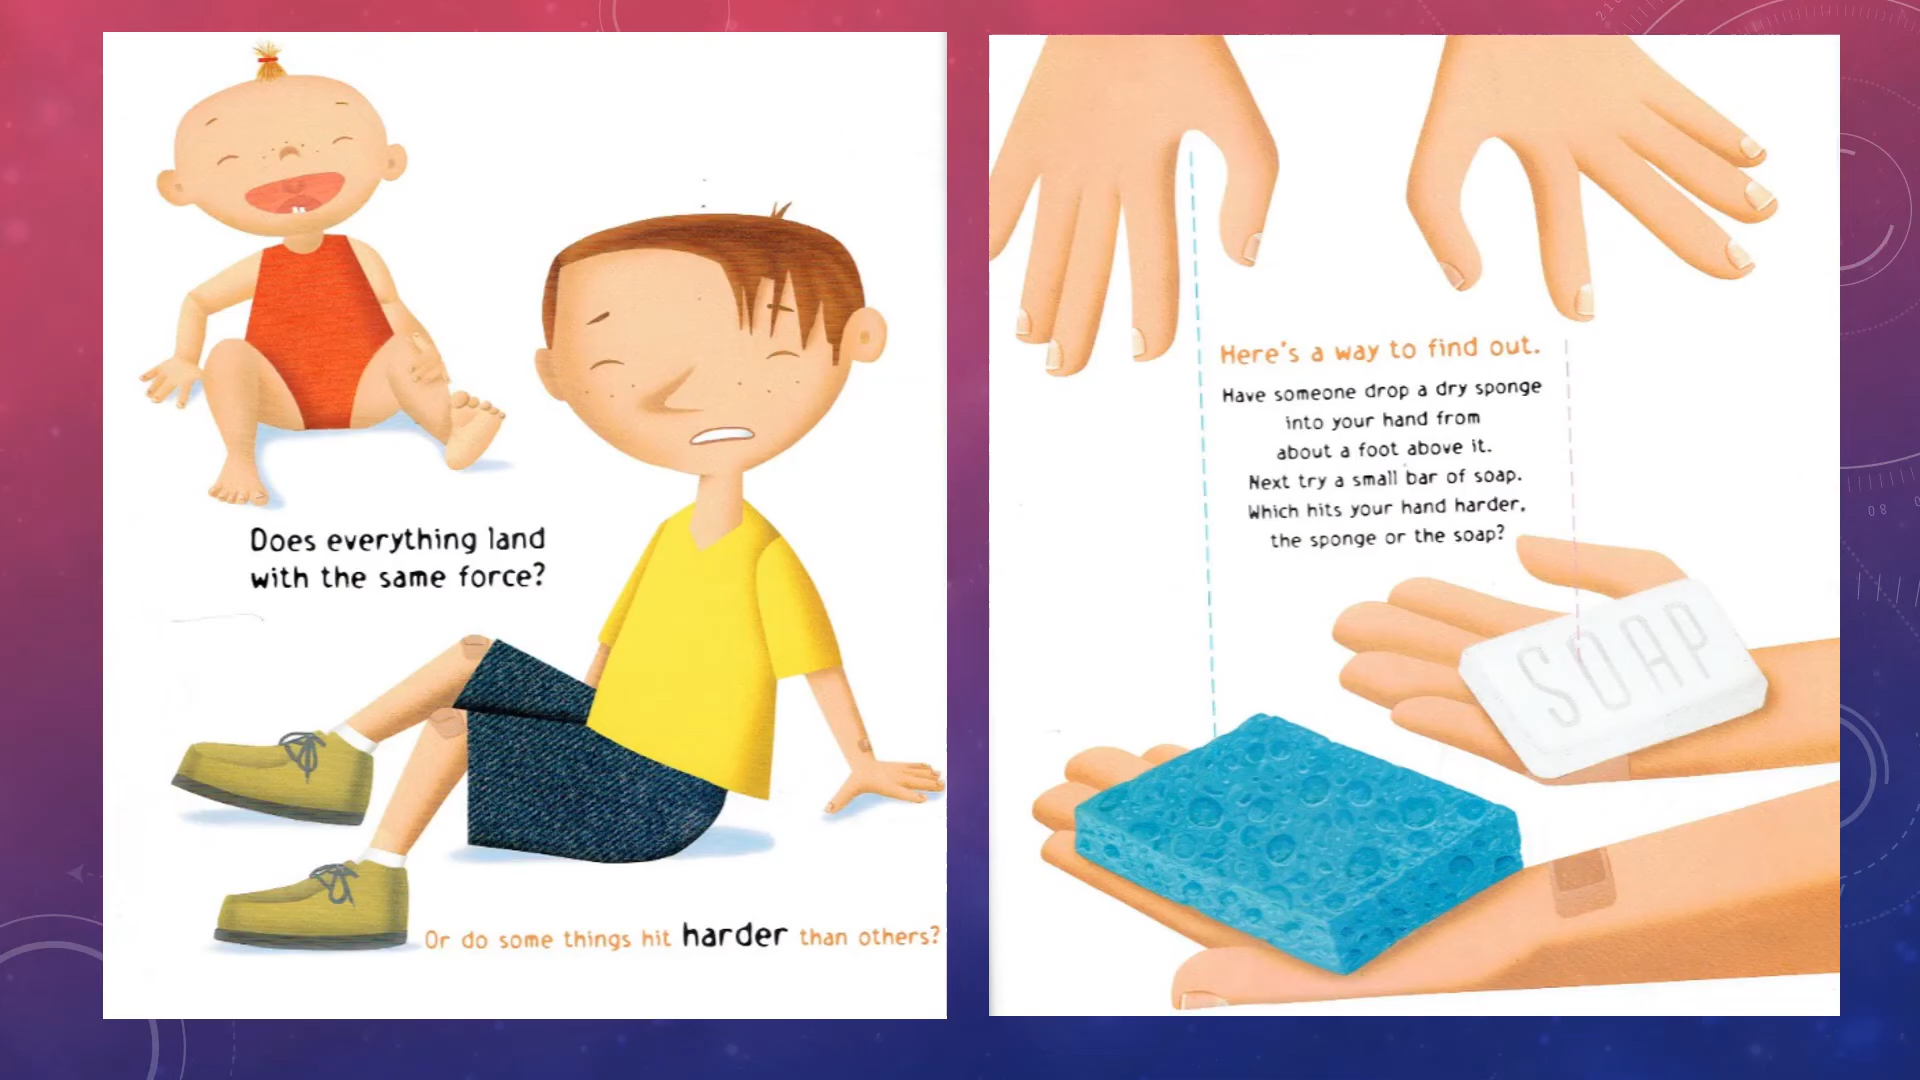 Does everything land
with the same force?
Or do some things hit harder than others?
Here's a way to find out.
Have someone drop a dry sponge
into your hand from
about a foot above it.
Next try a small bar of soap.
Which hits your hand harder,
the sponge or the soap?
SOAP
08